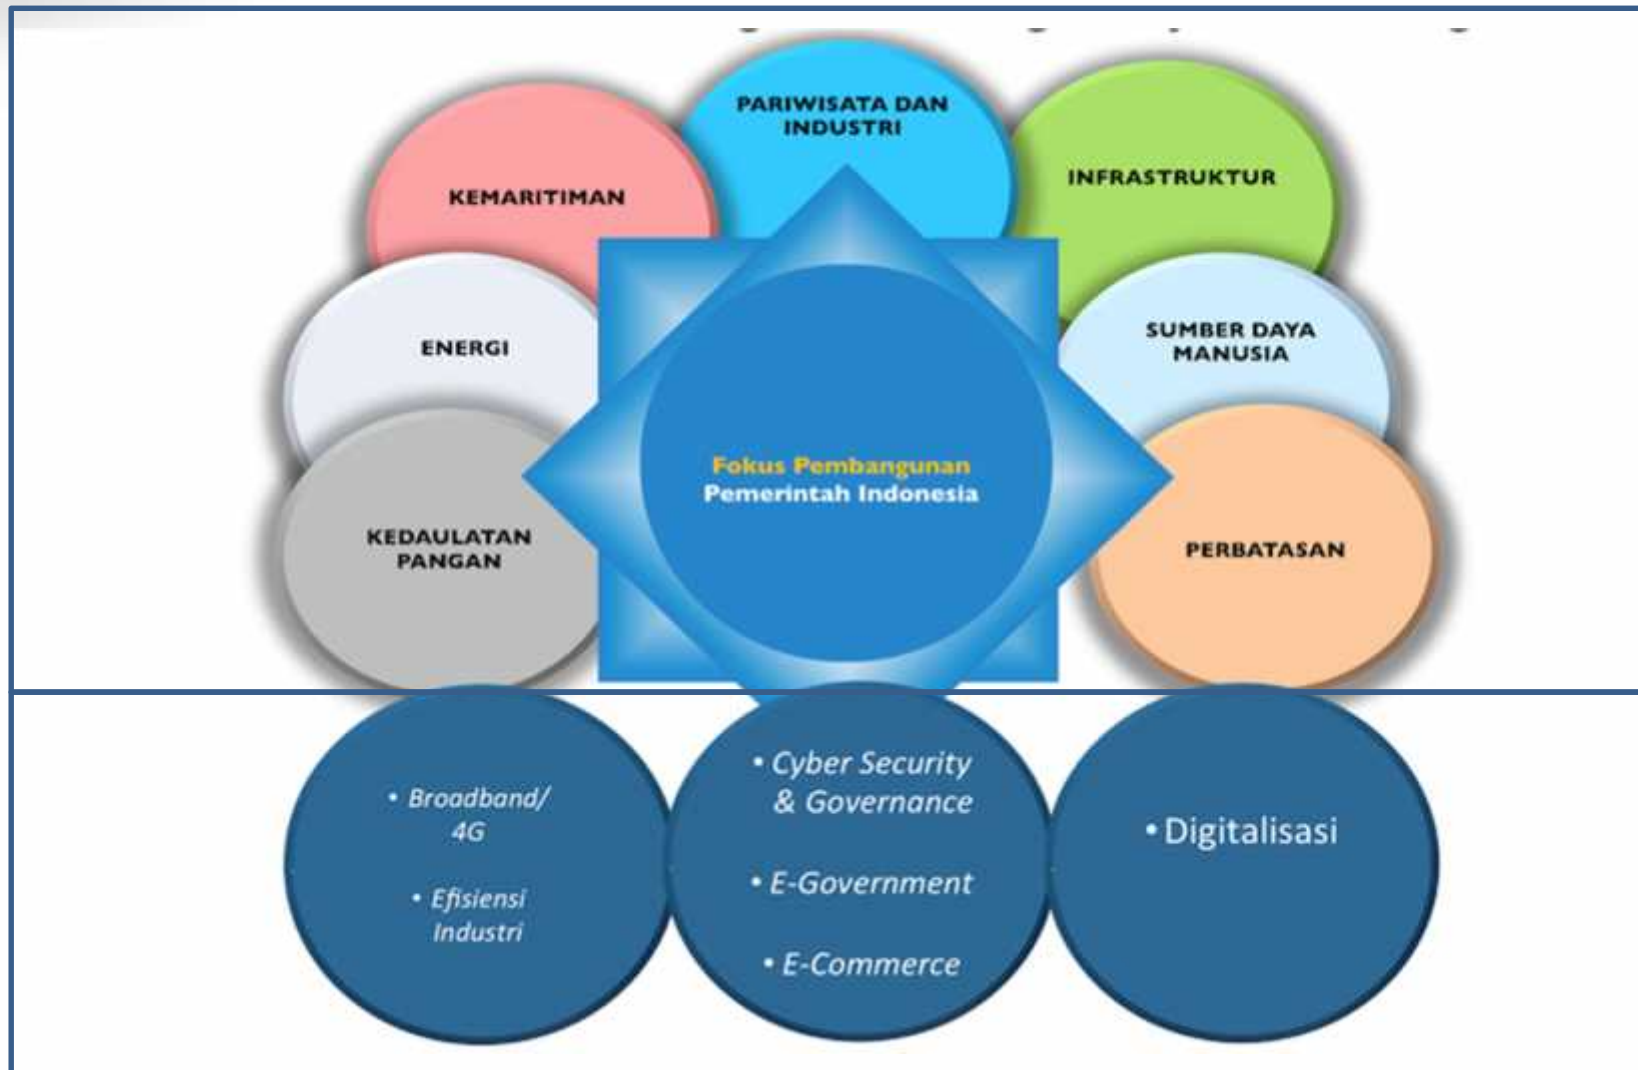 PARIWISATA DAN
INDUSTRI
KEMARITIMAN
INFRASTRUKTUR
ENERGI
SUMBER DAYA
MANUSIA
Fokus Pembangunan
Pemerintah Indonesia
KEDAULATAN
PANGAN
PERBATASAN
• Broadband/
4G
• Efisiensi
Industri
• Cyber Security
& Governance
• E-Government
• E-Commerce
• Digitalisasi